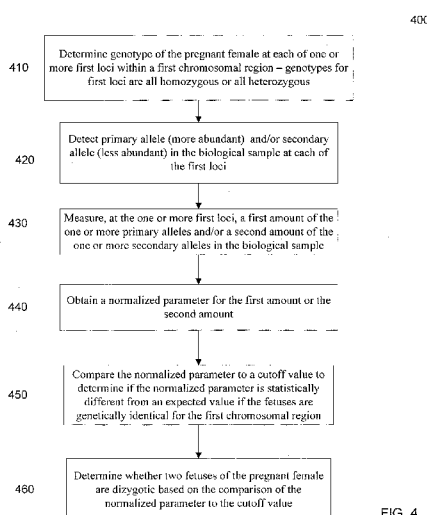 400
410
Determine genotype of the pregnant female at each of one or
more first loci within a first chromosomal region – genotypes for
first loci are all homozygous or all heterozygous
420
Detect primary allele (more abundant) and/or secondary
allele (less abundant) in the biological sample at each of
the first loci
430
Measure, at the one or more first loci, a first amount of the
one or more primary alleles and/or a second amount of the
one or more secondary alleles in the biological sample
440
Obtain a normalized parameter for the first amount or the
second amount
450
Compare the normalized parameter to a cutoff value to
determine if the normalized parameter is statistically
different from an expected value if the fetuses are
genetically identical for the first chromosomal region
460
Determine whether two fetuses of the pregnant female
are dizygotic based on the comparison of the
normalized parameter to the cutoff value
FIG. 4